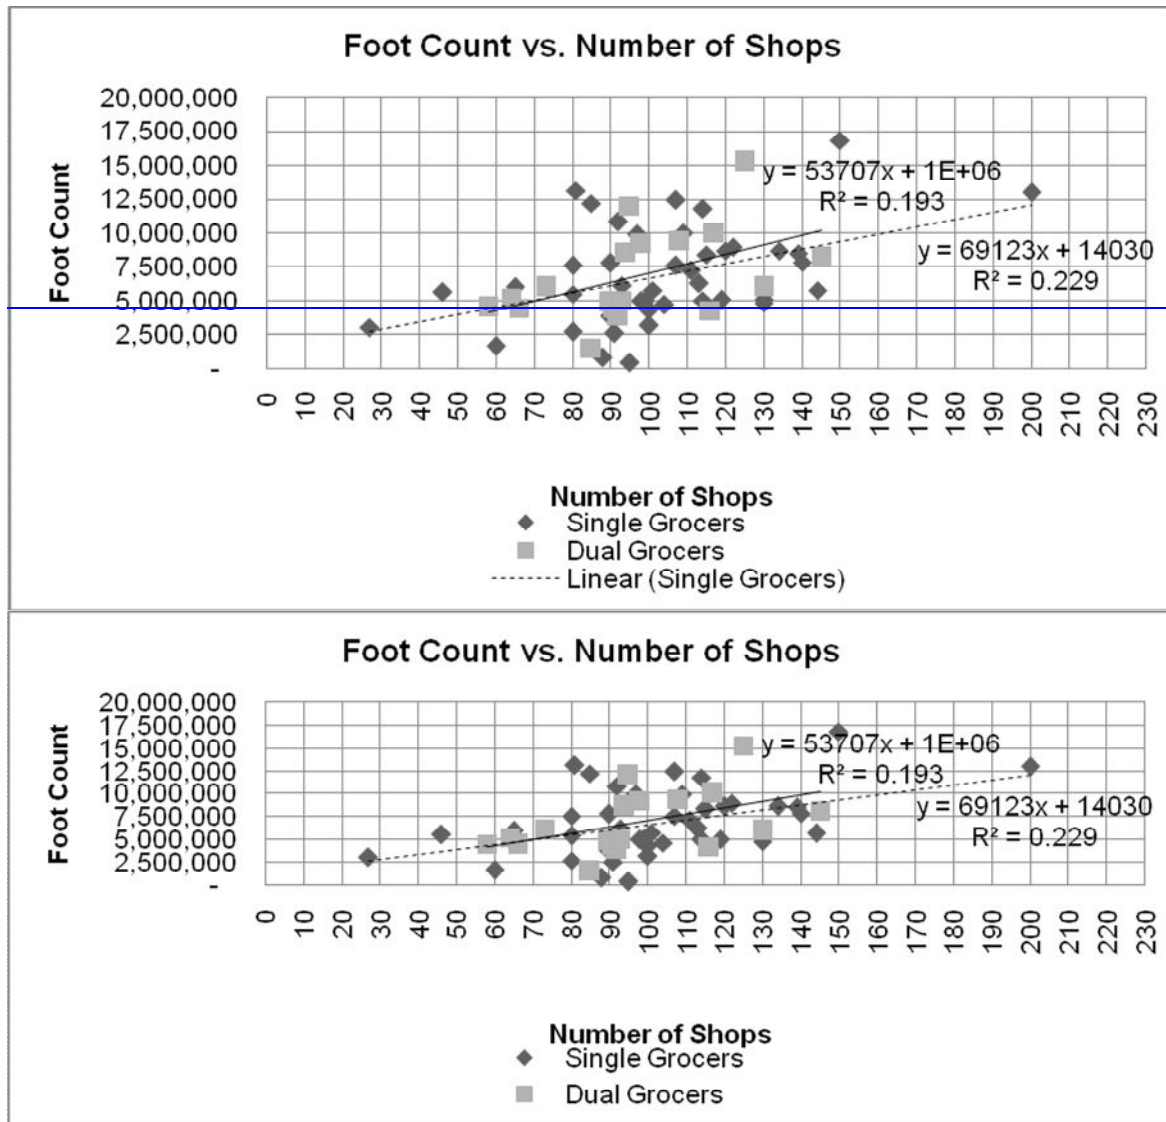 Foot Count vs. Number of Shops
Foot Count
20,000,000
17,500,000
15,000,000
12,500,000
10,000,000
7,500,000
5,000,000
2,500,000
-
y = 53707x + 1E+06
R² = 0.193
y = 69123x + 14030
R² = 0.229
0 10 20 30 40 50 60 70 80 90 100 110 120 130 140 150 160 170 180 190 200 210 220 230
Number of Shops
Single Grocers
Dual Grocers
Linear (Single Grocers)
Foot Count vs. Number of Shops
Foot Count
20,000,000
17,500,000
15,000,000
12,500,000
10,000,000
7,500,000
5,000,000
2,500,000
-
y = 53707x + 1E+06
R² = 0.193
y = 69123x + 14030
R² = 0.229
0 10 20 30 40 50 60 70 80 90 100 110 120 130 140 150 160 170 180 190 200 210 220 230
Number of Shops
Single Grocers
Dual Grocers